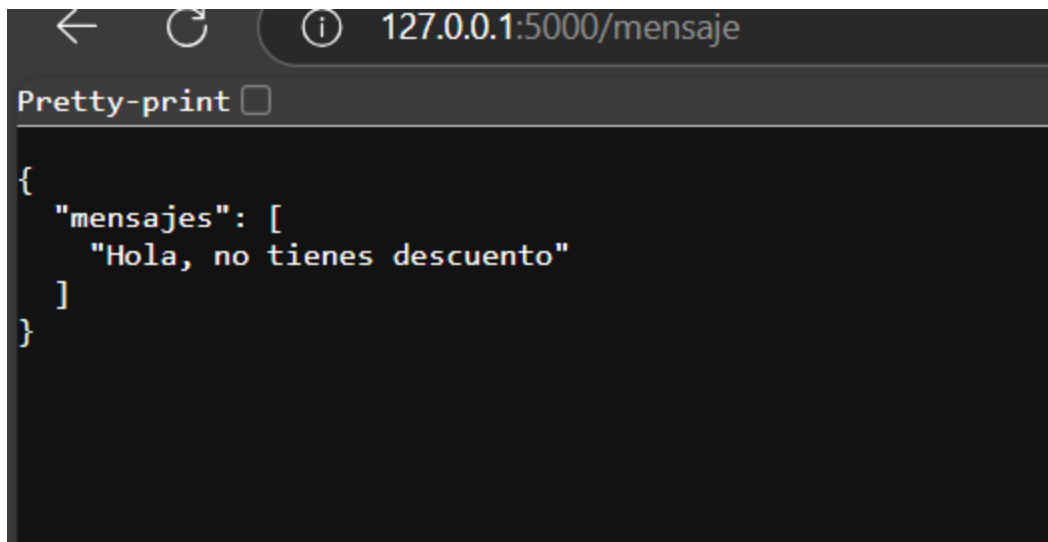 127.0.0.1:5000/mensaje
Pretty-print
{
"mensajes": [
"Hola, no tienes descuento"
]
}